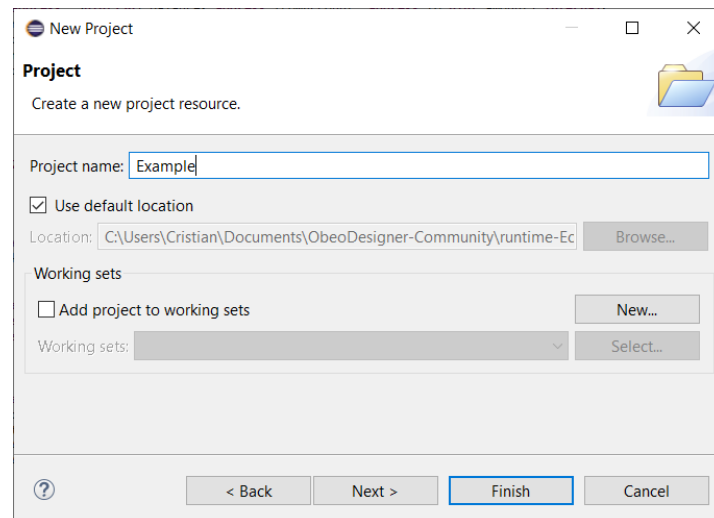 New Project
Project
Create a new project resource.
Project name: Example
Use default location
Location: C:\Users\Cristian\Documents\ObeoDesigner-Community\runtime-Ec Browse...
Working sets
Add project to working sets New...
Working sets: Select...
? < Back Next > Finish Cancel